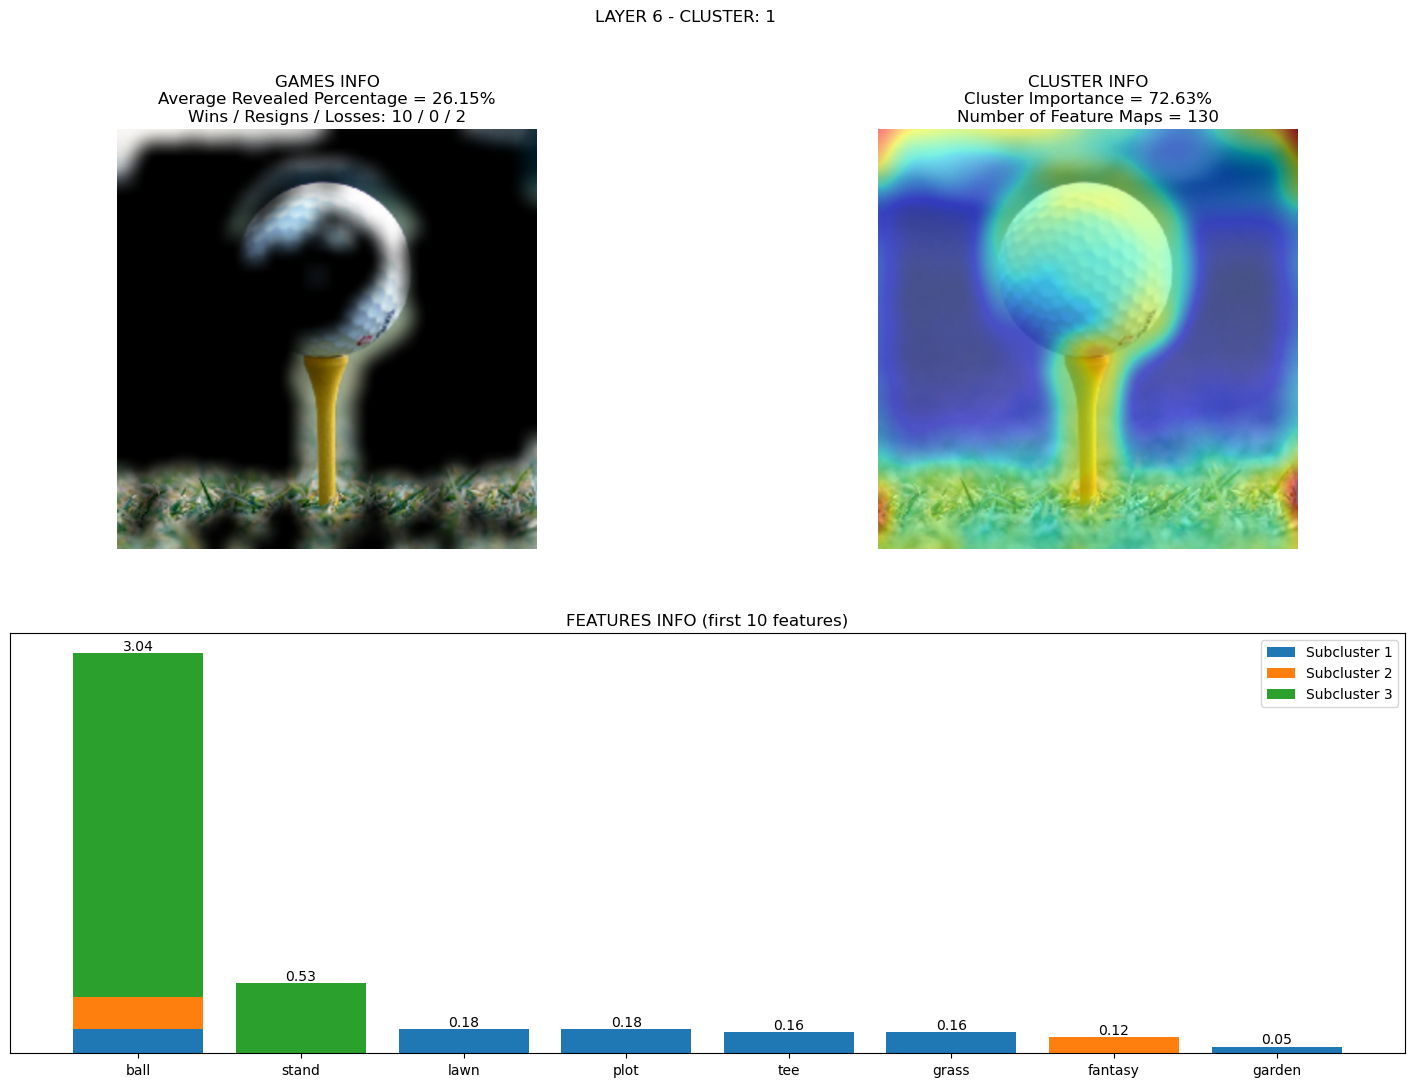 LAYER 6 - CLUSTER: 1
GAMES INFO
Average Revealed Percentage = 26.15%
Wins / Resigns / Losses: 10 / 0 / 2
CLUSTER INFO
Cluster Importance = 72.63%
Number of Feature Maps = 130
FEATURES INFO (first 10 features)
3.04
0.53
0.18
0.18
0.16
0.16
0.12
0.05
Subcluster 1
Subcluster 2
Subcluster 3
ball
stand
lawn
plot
tee
grass
fantasy
garden